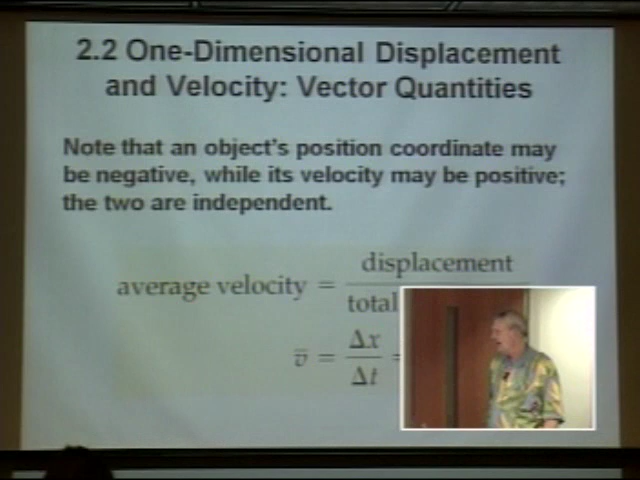 2.2 One-Dimensional Displacement
and Velocity: Vector Quantities
Note that an object's position coordinate may
be negative, while its velocity may be positive;
the two are independent.
average velocity = displacement
total
v̄ = Δx / Δt =